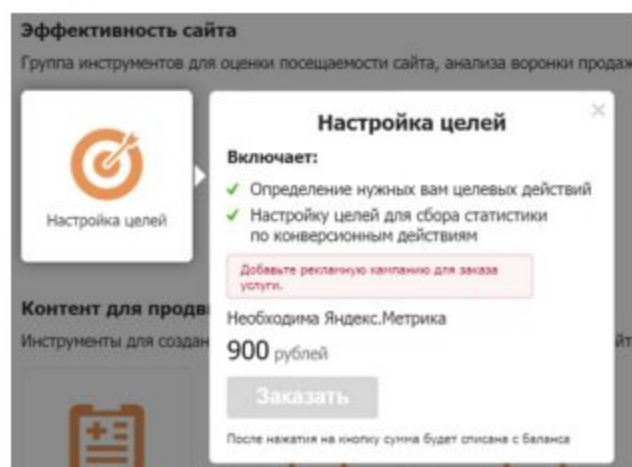 Эффективность сайта
Группа инструментов для оценки посещаемости сайта, анализа воронки продаж
Настройка целей
Настройка целей
Включает:
Определение нужных вам целевых действий
Настройку целей для сбора статистики
по конверсионным действиям
Добавьте рекламную кампанию для заказа
услуги.
Необходима Яндекс.Метрика
900 рублей
Заказать
После нажатия на кнопку сумма будет списана с баланса
Контент для
Инструменты для